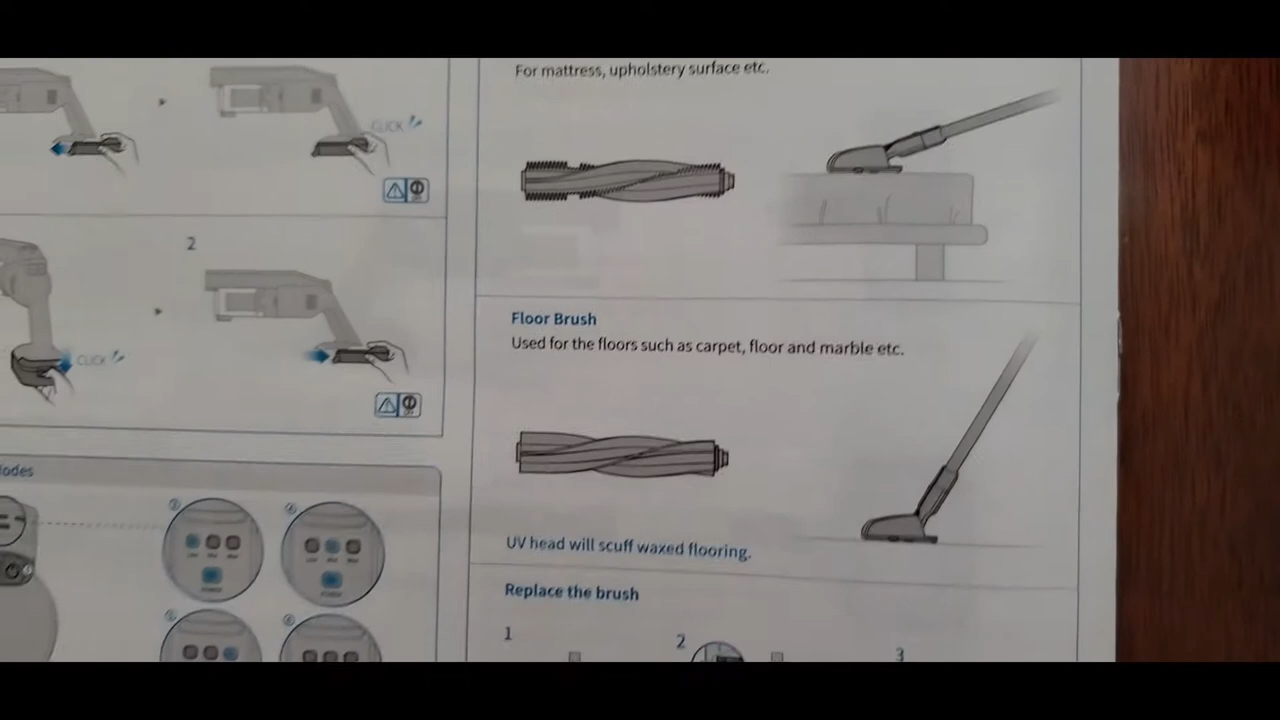 CLICK
2
CLICK
odes
For mattress, upholstery surface etc.
Floor Brush
Used for the floors such as carpet, floor and marble etc.
UV head will scuff waxed flooring.
Replace the brush
1
2
3